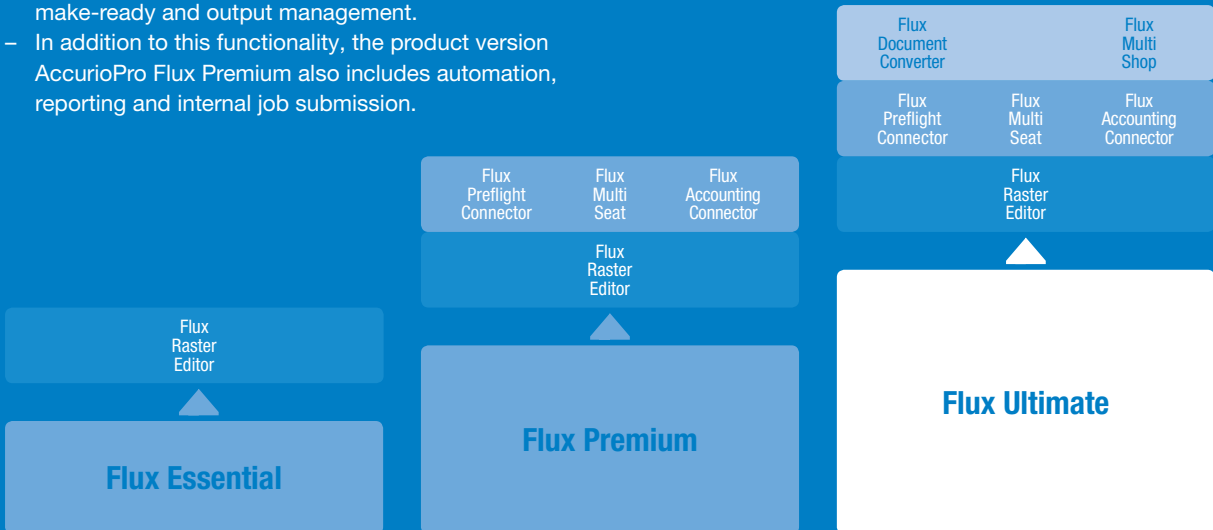 make-ready and output management.
– In addition to this functionality, the product version
AccurioPro Flux Premium also includes automation,
reporting and internal job submission.
Flux
Raster
Editor
Flux Essential
Flux
Preflight
Connector
Flux
Multi
Seat
Flux
Accounting
Connector
Flux
Raster
Editor
Flux Premium
Flux
Document
Converter
Flux
Multi
Shop
Flux
Preflight
Connector
Flux
Multi
Seat
Flux
Accounting
Connector
Flux
Raster
Editor
Flux Ultimate